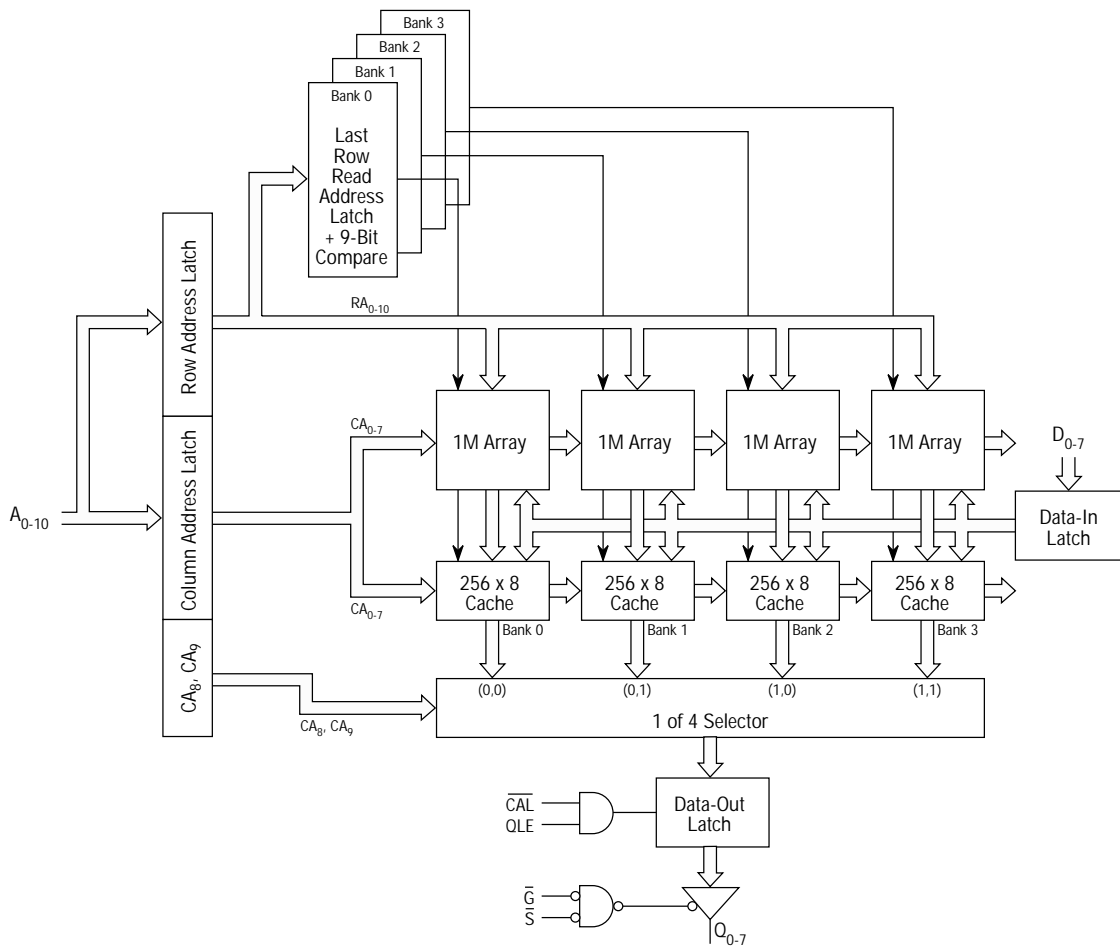 Bank 3
Bank 2
Bank 1
Bank 0
Last
Row
Read
Address
Latch
+ 9-Bit
Compare
Row Address Latch
RA0-10
Column Address Latch
CA0-7
1M Array
1M Array
1M Array
1M Array
D0-7
A0-10
Data-In
Latch
CA0-7
256 x 8
Cache
256 x 8
Cache
256 x 8
Cache
256 x 8
Cache
Bank 0
Bank 1
Bank 2
Bank 3
CA8, CA9
CA8, CA9
(0,0)
(0,1)
(1,0)
(1,1)
1 of 4 Selector
C̅A̅L̅
QLE
Data-Out
Latch
G̅
S̅
Q0-7